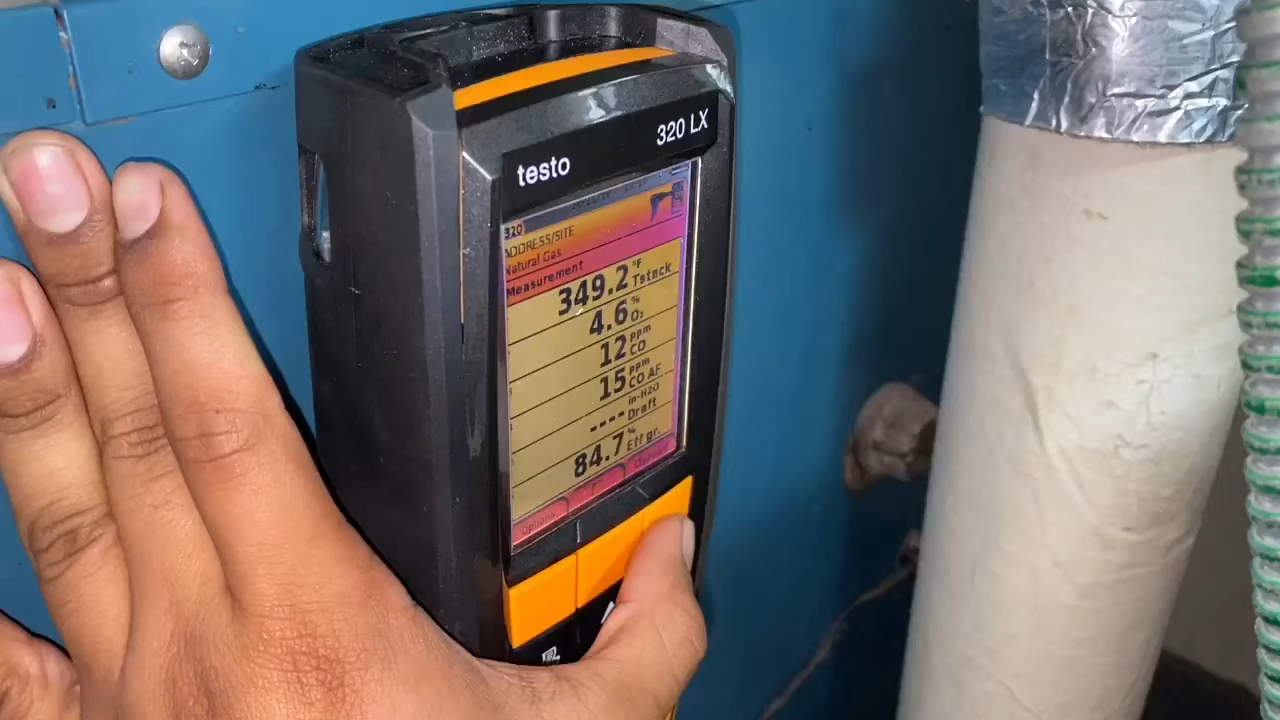 testo
320 LX
320
ADDRESS/SITE
Natural Gas
Measurement
349.2 °F Tstack
4.6 % O₂
12 ppm CO
15 ppm CO AF
---- in-H2O Draft
84.7 % Eff gr.
Options